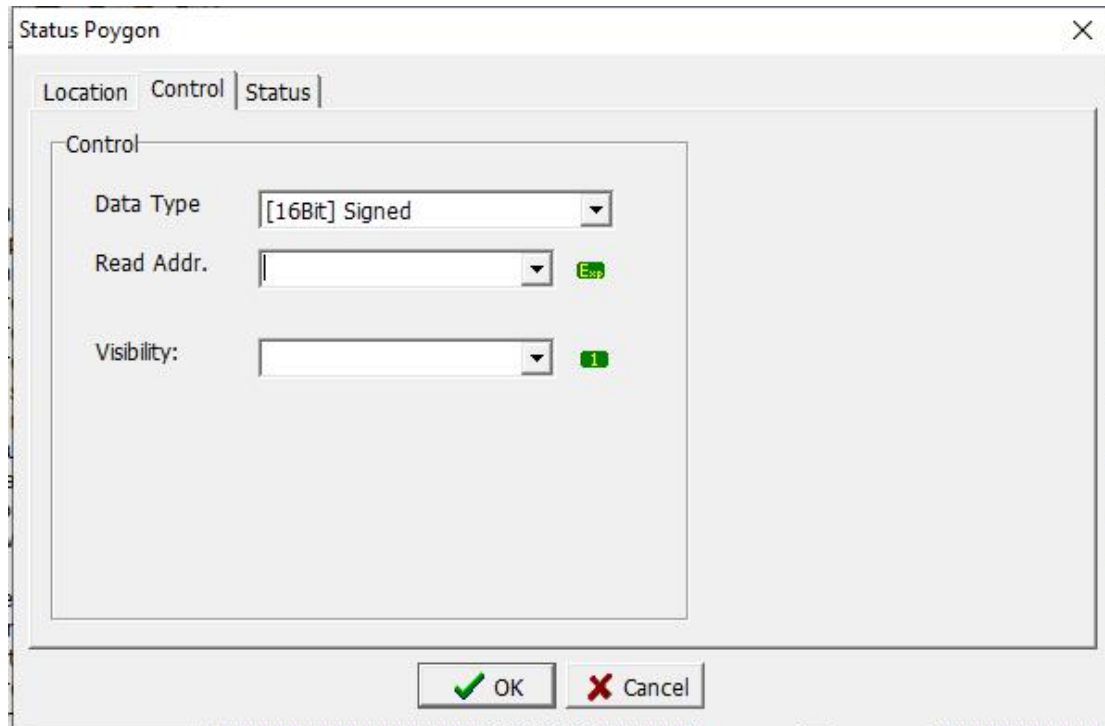 Status Poygon
Location Control Status
Control
Data Type [16Bit] Signed
Read Addr. Exp
Visibility: 1
OK Cancel